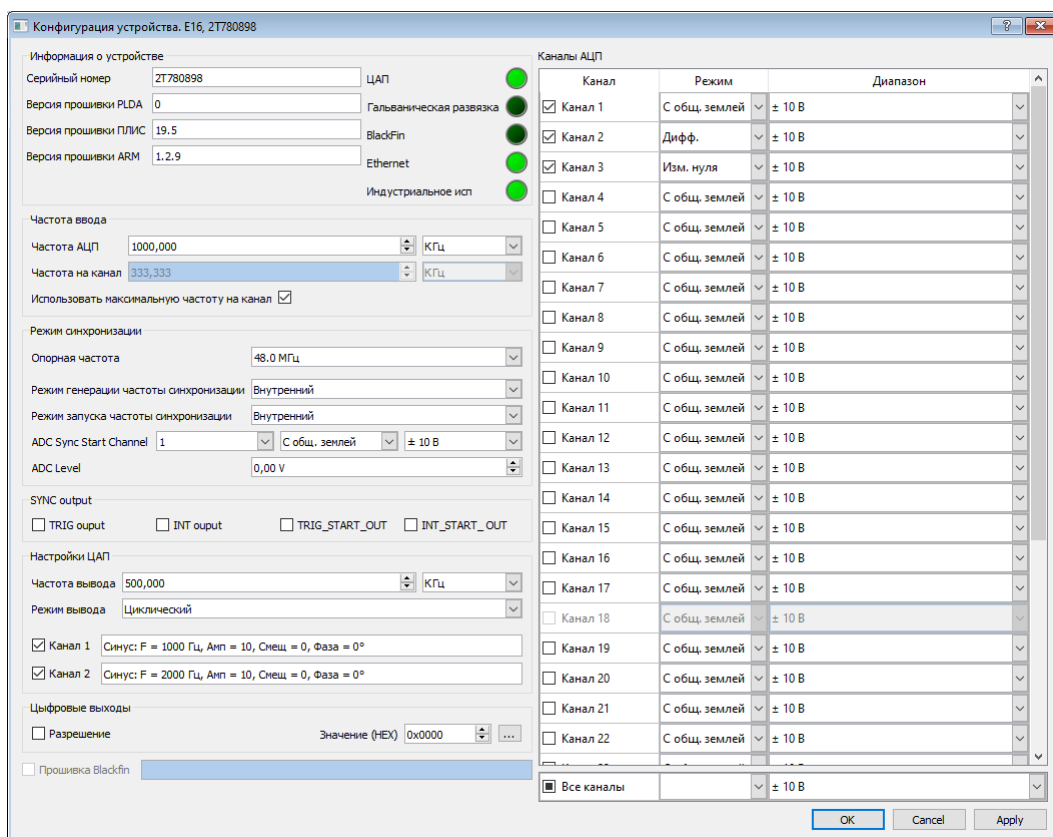 Конфигурация устройства. E16, 2T780898
Информация о устройстве
Серийный номер 2T780898 ЦАП
Версия прошивки PLDA 0 Гальваническая развязка
Версия прошивки ПЛИС 19.5 BlackFin
Версия прошивки ARM 1.2.9 Ethernet
Индустриальное исп
Частота ввода
Частота АЦП 1000,000 КГц
Частота на канал 333,333 КГц
Использовать максимальную частоту на канал
Режим синхронизации
Опорная частота 48.0 МГц
Режим генерации частоты синхронизации Внутренний
Режим запуска частоты синхронизации Внутренний
ADC Sync Start Channel 1 С общ. землей ± 10 В
ADC Level 0,00 V
SYNC output
TRIG ouput INT ouput TRIG_START_OUT INT_START_ OUT
Настройки ЦАП
Частота вывода 500,000 КГц
Режим вывода Циклический
Канал 1 Синус: F = 1000 Гц, Амп = 10, Смещ = 0, Фаза = 0°
Канал 2 Синус: F = 2000 Гц, Амп = 10, Смещ = 0, Фаза = 0°
Цыфровые выходы
Разрешение Значение (HEX) 0x0000 ...
Прошивка Blackfin
Каналы АЦП
Канал Режим Диапазон
Канал 1 С общ. землей ± 10 В
Канал 2 Дифф. ± 10 В
Канал 3 Изм. нуля ± 10 В
Канал 4 С общ. землей ± 10 В
Канал 5 С общ. землей ± 10 В
Канал 6 С общ. землей ± 10 В
Канал 7 С общ. землей ± 10 В
Канал 8 С общ. землей ± 10 В
Канал 9 С общ. землей ± 10 В
Канал 10 С общ. землей ± 10 В
Канал 11 С общ. землей ± 10 В
Канал 12 С общ. землей ± 10 В
Канал 13 С общ. землей ± 10 В
Канал 14 С общ. землей ± 10 В
Канал 15 С общ. землей ± 10 В
Канал 16 С общ. землей ± 10 В
Канал 17 С общ. землей ± 10 В
Канал 18 С общ. землей ± 10 В
Канал 19 С общ. землей ± 10 В
Канал 20 С общ. землей ± 10 В
Канал 21 С общ. землей ± 10 В
Канал 22 С общ. землей ± 10 В
Все каналы ± 10 В
OK Cancel Apply